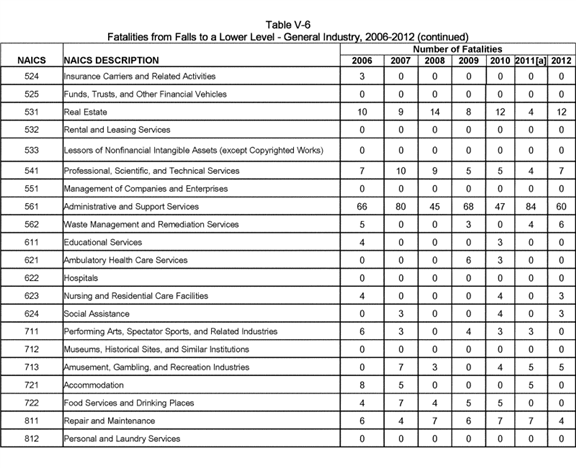 Table V-6
Fatalities from Falls to a Lower Level - General Industry, 2006-2012 (continued)
Number of Fatalities
NAICS NAICS DESCRIPTION 2006 2007 2008 2009 2010 2011[a] 2012
524 Insurance Carriers and Related Activities 3 0 0 0 0 0 0
525 Funds, Trusts, and Other Financial Vehicles 0 0 0 0 0 0 0
531 Real Estate 10 9 14 8 12 4 12
532 Rental and Leasing Services 0 0 0 0 0 0 0
533 Lessors of Nonfinancial Intangible Assets (except Copyrighted Works) 0 0 0 0 0 0 0
541 Professional, Scientific, and Technical Services 7 10 9 5 5 4 7
551 Management of Companies and Enterprises 0 0 0 0 0 0 0
561 Administrative and Support Services 66 80 45 68 47 84 60
562 Waste Management and Remediation Services 5 0 0 3 0 4 6
611 Educational Services 4 0 0 0 3 0 0
621 Ambulatory Health Care Services 0 0 0 6 3 0 0
622 Hospitals 0 0 0 0 0 0 0
623 Nursing and Residential Care Facilities 4 0 0 0 4 0 3
624 Social Assistance 0 3 0 0 4 0 3
711 Performing Arts, Spectator Sports, and Related Industries 6 3 0 4 3 3 0
712 Museums, Historical Sites, and Similar Institutions 0 0 0 0 0 0 0
713 Amusement, Gambling, and Recreation Industries 0 7 3 0 4 5 5
721 Accommodation 8 5 0 0 0 5 0
722 Food Services and Drinking Places 4 7 4 5 5 0 0
811 Repair and Maintenance 6 4 7 6 7 7 4
812 Personal and Laundry Services 0 0 0 0 0 0 0